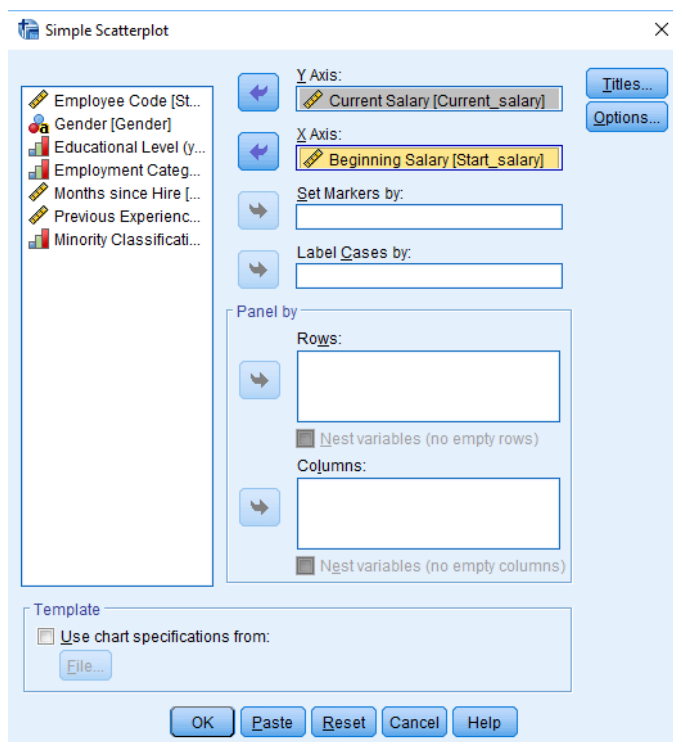 Simple Scatterplot
Employee Code [St...
Gender [Gender]
Educational Level (y...
Employment Categ...
Months since Hire [...
Previous Experienc...
Minority Classificati...
Y Axis:
Current Salary [Current_salary]
X Axis:
Beginning Salary [Start_salary]
Set Markers by:
Label Cases by:
Panel by
Rows:
Nest variables (no empty rows)
Columns:
Nest variables (no empty columns)
Titles...
Options...
Template
Use chart specifications from:
File...
OK Paste Reset Cancel Help